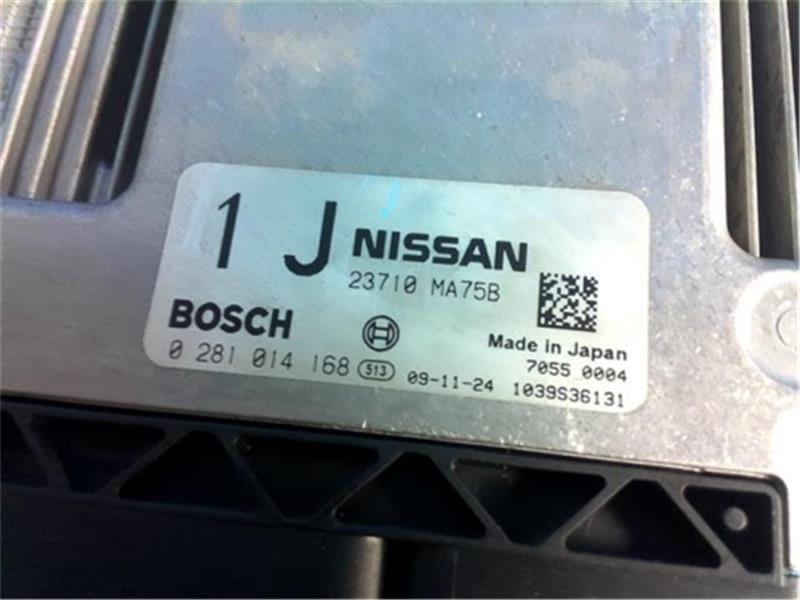 1 J NISSAN
23710 MA75B
BOSCH
Made in Japan
7055 0004
0 281 014 168 513 09-11-24 1039S36131